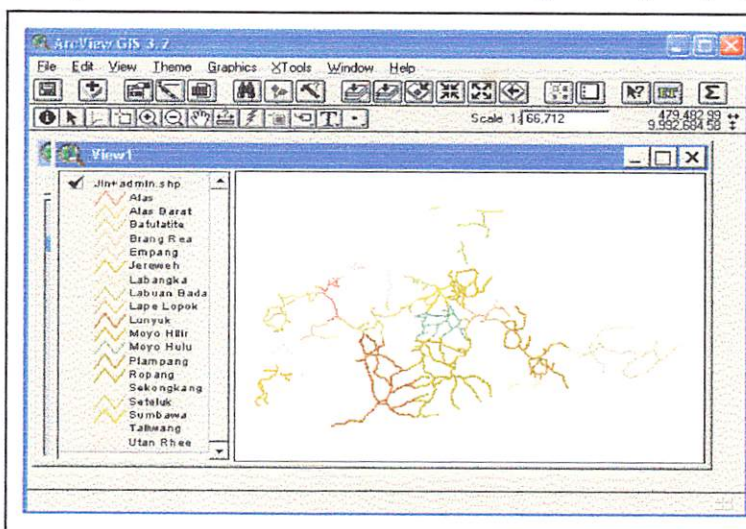 ArcView GIS 3.2
File Edit View Theme Graphics XTools Window Help
Scale 1: 66,712
479,482.99
9,992,684.58
View1
Jln+admin.shp
Alas
Alas Barat
Batulatite
Brang Rea
Empang
Jereweh
Labangka
Labuan Bada
Lape Lopok
Lunyuk
Moyo Hilir
Moyo Hulu
Plampang
Ropang
Sekongkang
Seteluk
Sumbawa
Taliwang
Utan Rhee